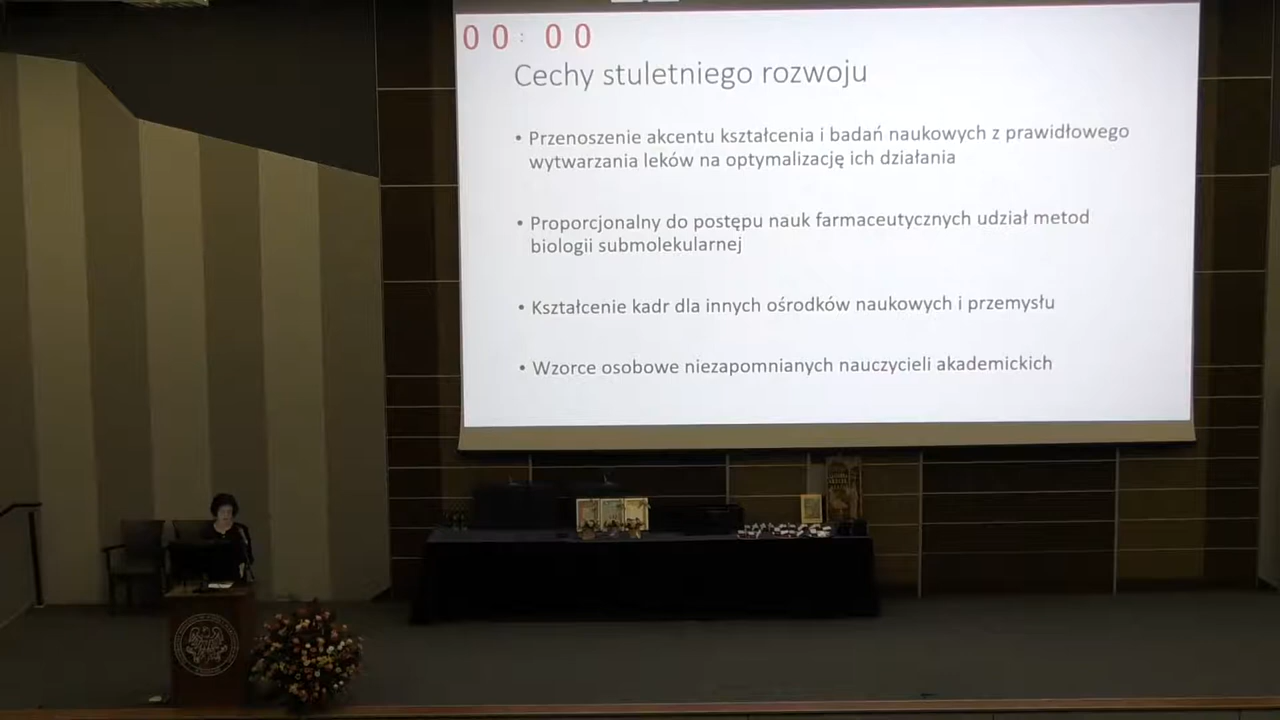 00:00
Cechy stuletniego rozwoju
• Przenoszenie akcentu kształcenia i badań naukowych z prawidłowego
wytwarzania leków na optymalizację ich działania
• Proporcjonalny do postępu nauk farmaceutycznych udział metod
biologii submolekularnej
• Kształcenie kadr dla innych ośrodków naukowych i przemysłu
• Wzorce osobowe niezapomnianych nauczycieli akademickich